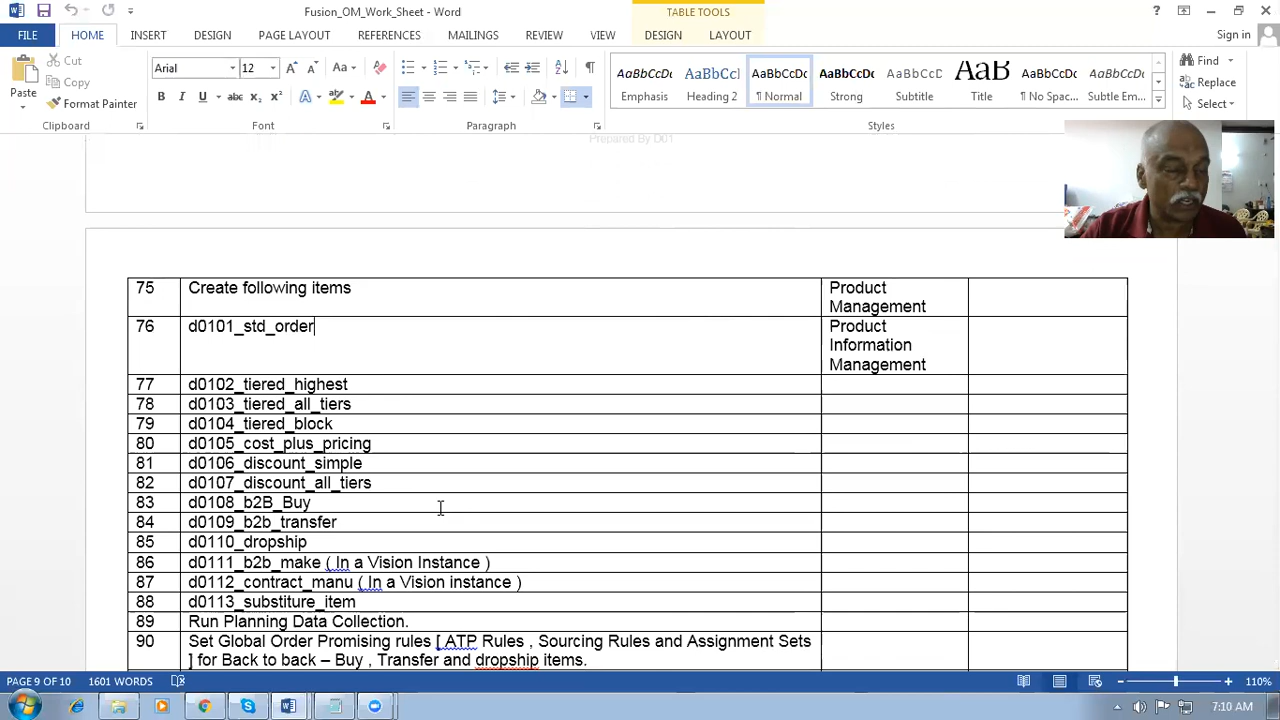 Fusion_OM_Work_Sheet - Word
TABLE TOOLS
?
FILE HOME INSERT DESIGN PAGE LAYOUT REFERENCES MAILINGS REVIEW VIEW DESIGN LAYOUT Sign in
Paste Cut Copy Format Painter
Arial 12
AaBbCcDc AaBbCcl AaBbCcDc AaBbCcDc AaBbCcDc AaB AaBbCcDc AaBbCcDc
Emphasis Heading 2 ¶ Normal Strong Subtitle Title ¶ No Spac... Subtle Em...
Find
Replace
Select
Clipboard Font Paragraph Styles
Prepared By D01
75 Create following items Product Management
76 d0101_std_order Product Information Management
77 d0102_tiered_highest
78 d0103_tiered_all_tiers
79 d0104_tiered_block
80 d0105_cost_plus_pricing
81 d0106_discount_simple
82 d0107_discount_all_tiers
83 d0108_b2B_Buy
84 d0109_b2b_transfer
85 d0110_dropship
86 d0111_b2b_make ( In a Vision Instance )
87 d0112_contract_manu ( In a Vision instance )
88 d0113_substiture_item
89 Run Planning Data Collection.
90 Set Global Order Promising rules [ ATP Rules , Sourcing Rules and Assignment Sets
] for Back to back – Buy , Transfer and dropship items.
PAGE 9 OF 10 1601 WORDS 110%
7:10 AM